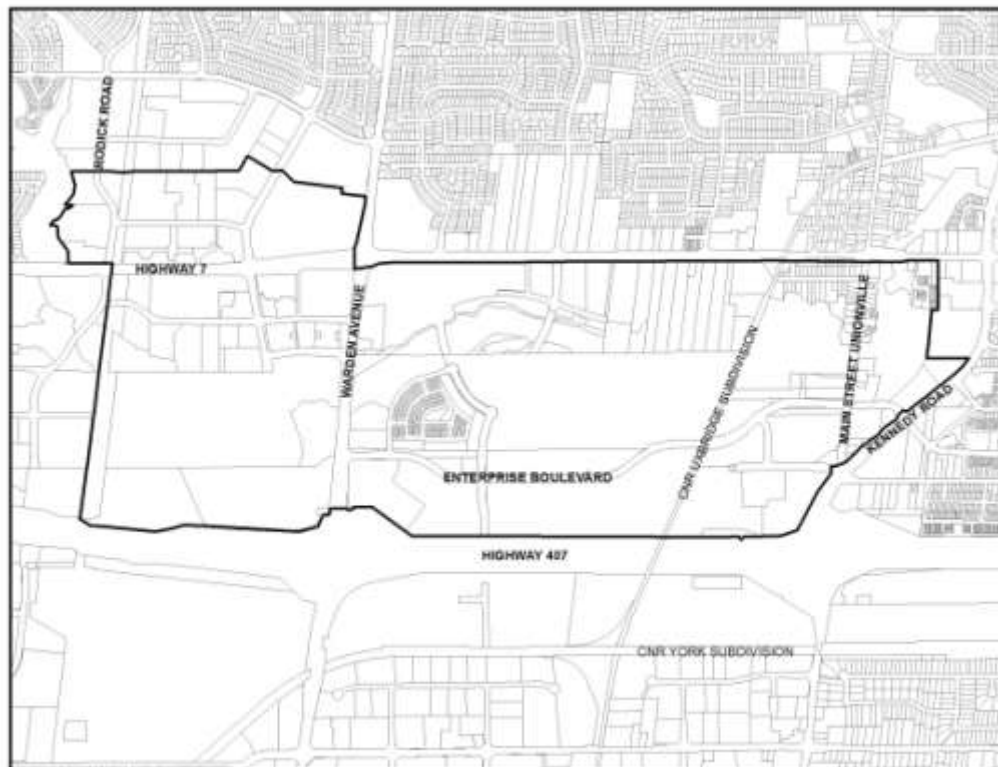 RODICK ROAD
HIGHWAY 7
WARDEN AVENUE
MAIN STREET UNIONVILLE
CNR UXBRIDGE SUBDIVISION
KENNEDY ROAD
ENTERPRISE BOULEVARD
HIGHWAY 407
CNR YORK SUBDIVISION